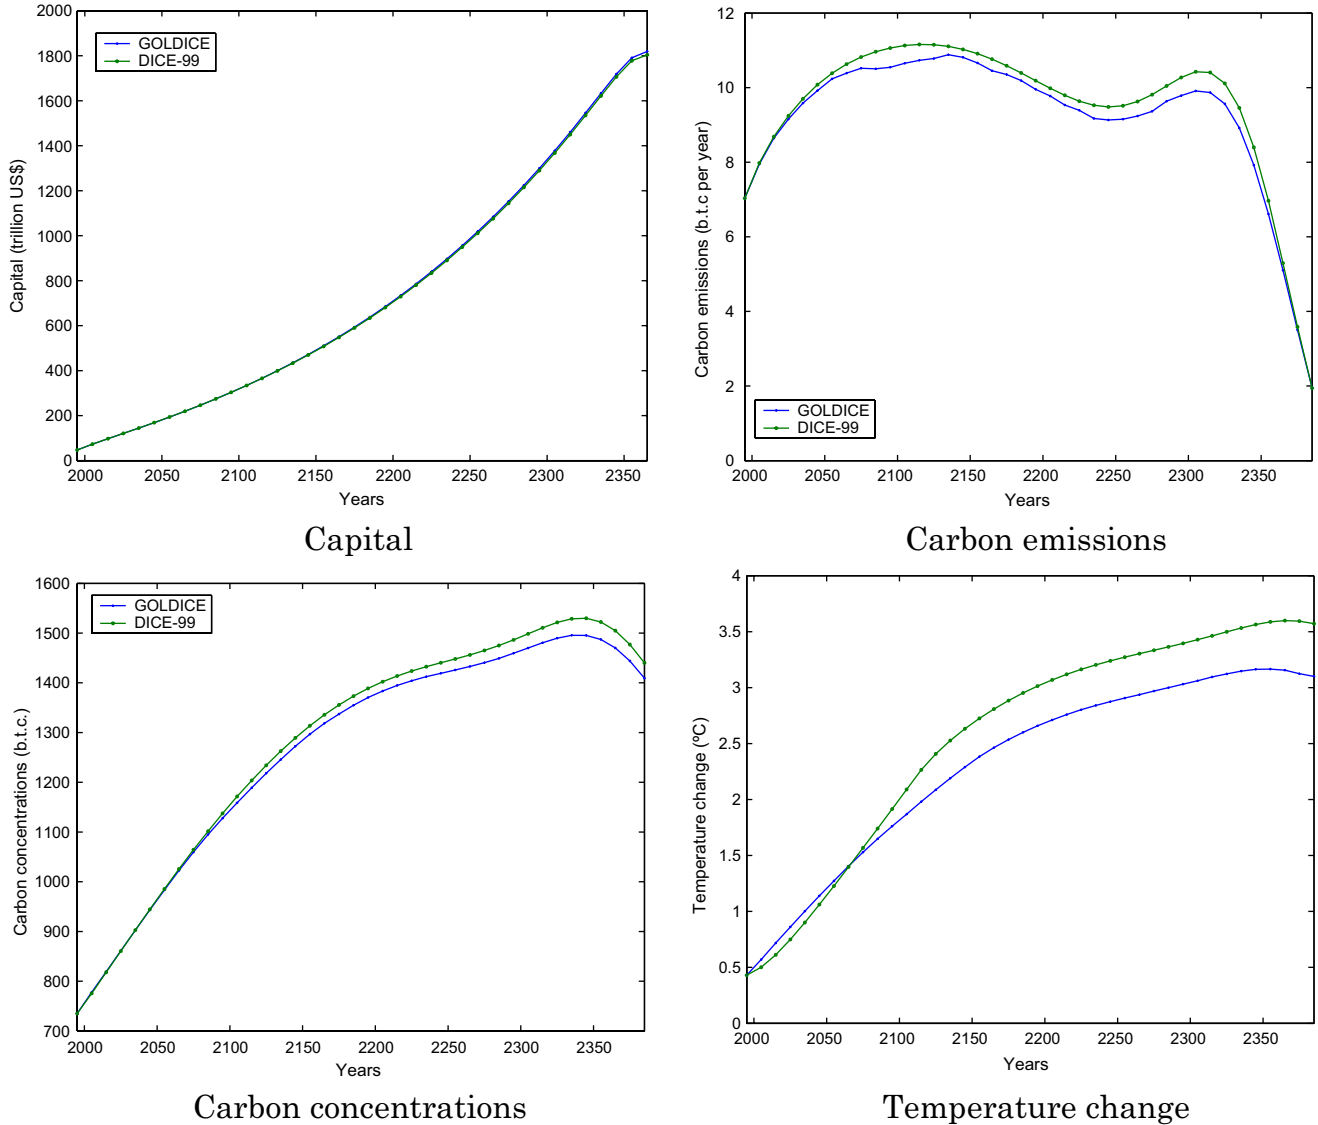 2000
1800
1600
1400
1200
1000
800
600
400
200
0
Capital (trillion US$)
GOLDICE
DICE-99
2000 2050 2100 2150 2200 2250 2300 2350
Years
Capital
12
10
8
6
4
2
0
Carbon emissions (b.t.c per year)
GOLDICE
DICE-99
2000 2050 2100 2150 2200 2250 2300 2350
Years
Carbon emissions
1600
1500
1400
1300
1200
1100
1000
900
800
700
Carbon concentrations (b.t.c.)
GOLDICE
DICE-99
2000 2050 2100 2150 2200 2250 2300 2350
Years
Carbon concentrations
4
3.5
3
2.5
2
1.5
1
0.5
0
Temperature change (ºC)
2000 2050 2100 2150 2200 2250 2300 2350
Years
Temperature change